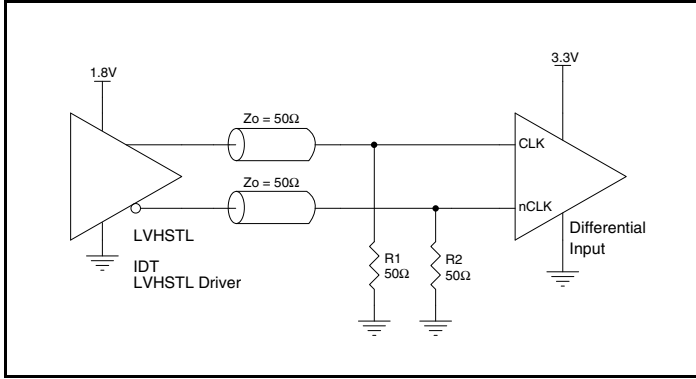 1.8V
3.3V
Zo = 50Ω
CLK
Zo = 50Ω
nCLK
Differential
Input
LVHSTL
IDT
LVHSTL Driver
R1
50Ω
R2
50Ω